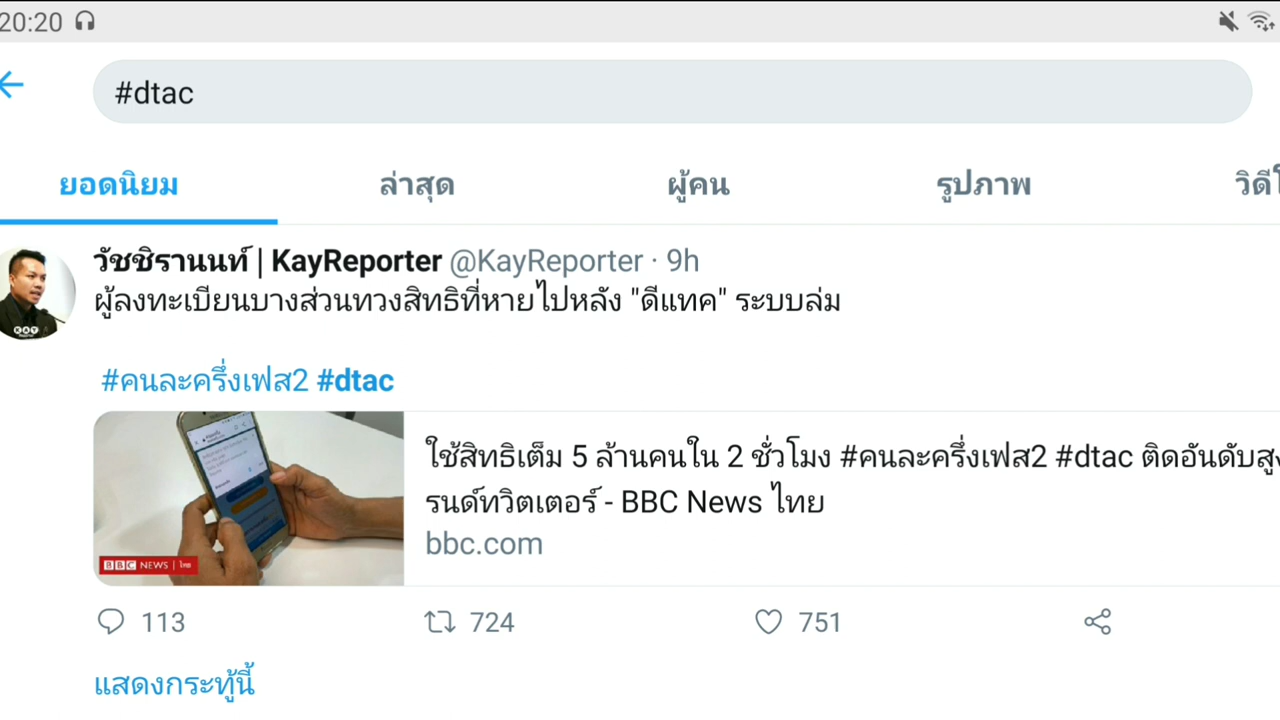 20:20
#dtac
ยอดนิยม ล่าสุด ผู้คน รูปภาพ วิดีโ
วัชชิรานนท์ | KayReporter @KayReporter · 9h
ผู้ลงทะเบียนบางส่วนทวงสิทธิที่หายไปหลัง "ดีแทค" ระบบล่ม
#คนละครึ่งเฟส2 #dtac
ใช้สิทธิเต็ม 5 ล้านคนใน 2 ชั่วโมง #คนละครึ่งเฟส2 #dtac ติดอันดับสูง
รนด์ทวิตเตอร์ - BBC News ไทย
bbc.com
BBC NEWS | ไทย
113 724 751
แสดงกระทู้นี้